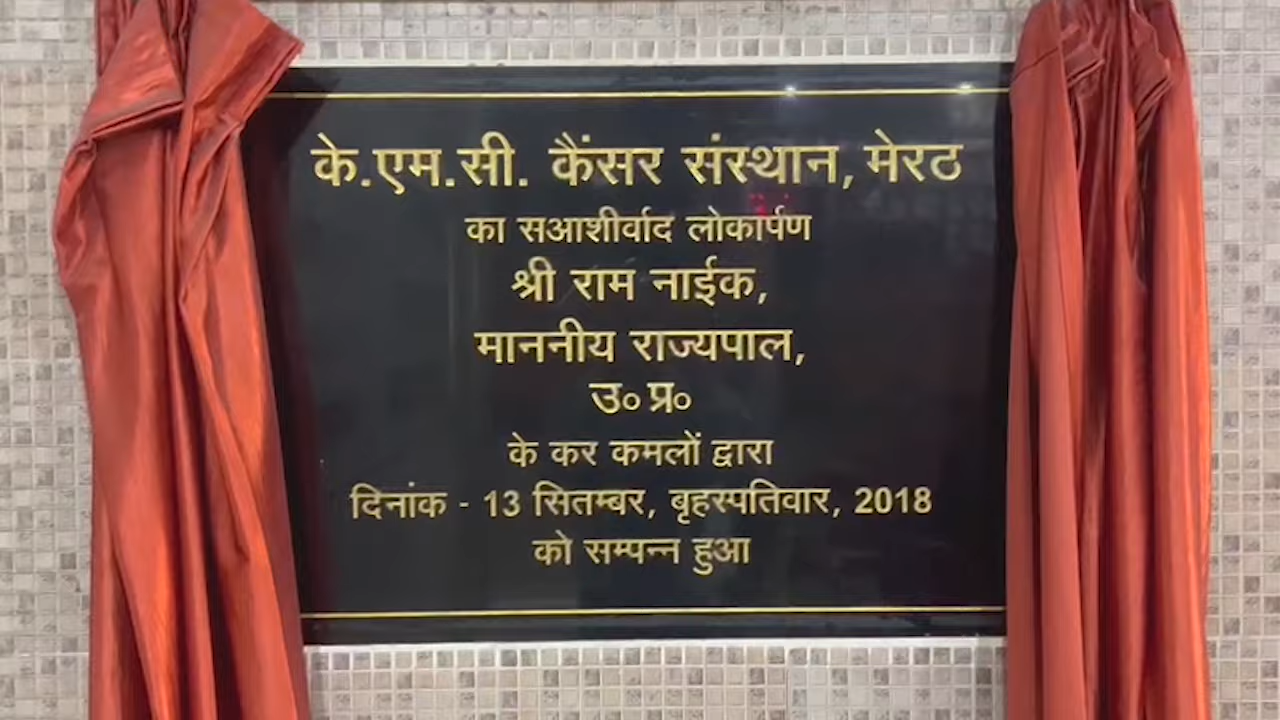 के.एम.सी. कैंसर संस्थान, मेरठ
का सआशीर्वाद लोकार्पण
श्री राम नाईक,
माननीय राज्यपाल,
उ० प्र०
के कर कमलों द्वारा
दिनांक - 13 सितम्बर, बृहस्पतिवार, 2018
को सम्पन्न हुआ